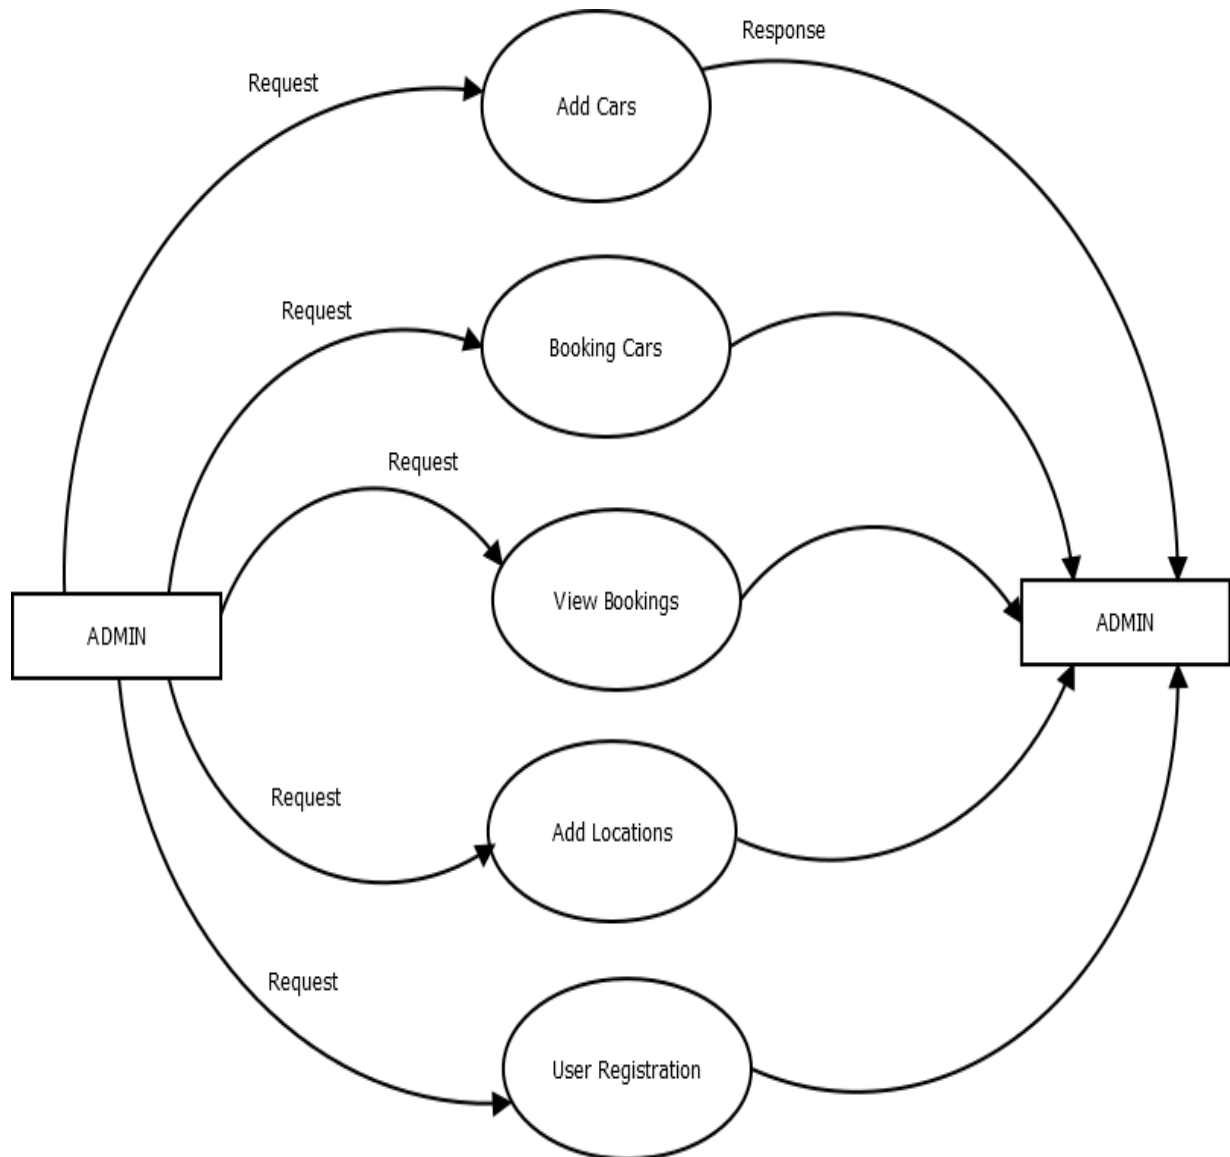 Response
Request
Add Cars
Request
Booking Cars
Request
View Bookings
ADMIN
ADMIN
Request
Add Locations
Request
User Registration